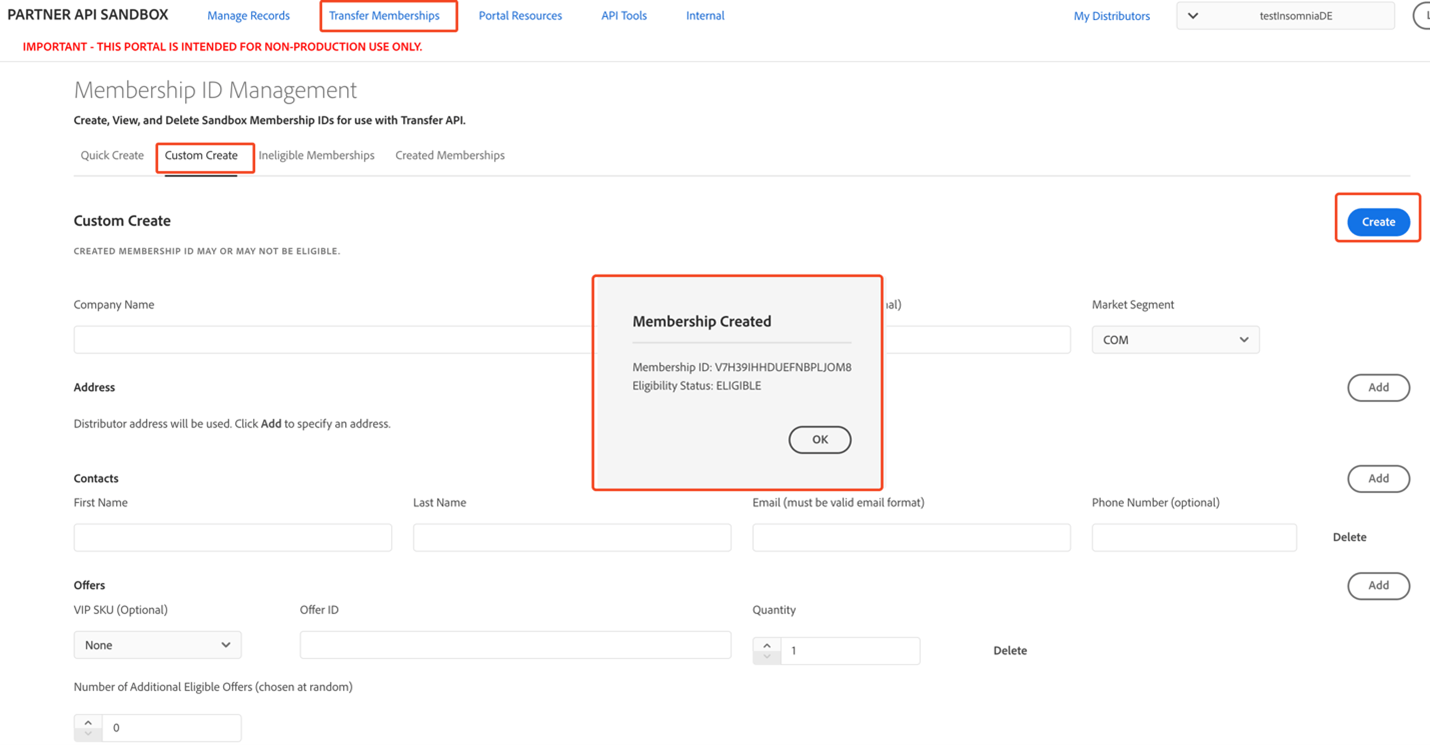 PARTNER API SANDBOX
Manage Records
Transfer Memberships
Portal Resources
API Tools
Internal
My Distributors
testInsomniaDE
IMPORTANT - THIS PORTAL IS INTENDED FOR NON-PRODUCTION USE ONLY.
Membership ID Management
Create, View, and Delete Sandbox Membership IDs for use with Transfer API.
Quick Create
Custom Create
Ineligible Memberships
Created Memberships
Custom Create
Create
CREATED MEMBERSHIP ID MAY OR MAY NOT BE ELIGIBLE.
Company Name
Market Segment
COM
Membership Created
Membership ID: V7H39IHHDUEFNBPLJOM8
Eligibility Status: ELIGIBLE
OK
Address
Add
Distributor address will be used. Click Add to specify an address.
Contacts
Add
First Name
Last Name
Email (must be valid email format)
Phone Number (optional)
Delete
Offers
Add
VIP SKU (Optional)
Offer ID
Quantity
None
1
Delete
Number of Additional Eligible Offers (chosen at random)
0